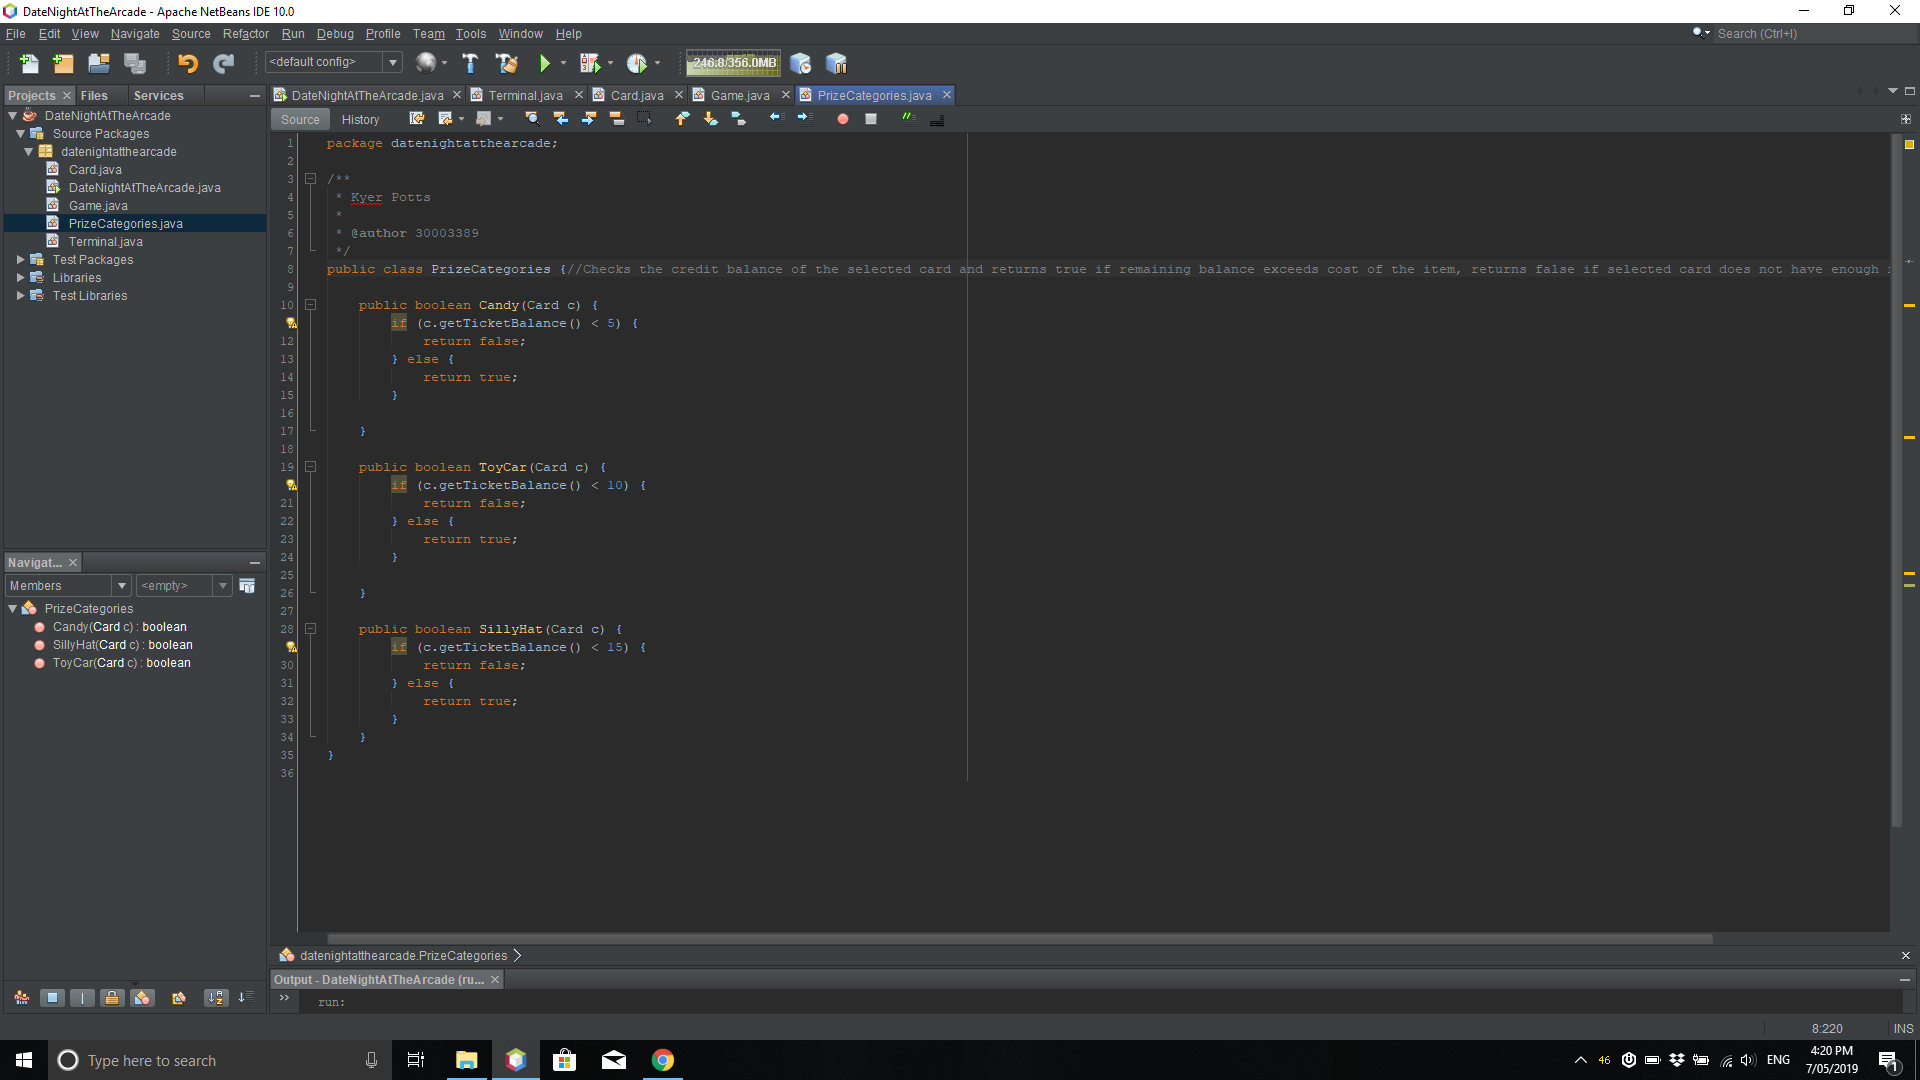 DateNightAtTheArcade - Apache NetBeans IDE 10.0
File Edit View Navigate Source Refactor Run Debug Profile Team Tools Window Help
Search (Ctrl+I)
<default config>
246.8/356.0MB
Projects Files Services
DateNightAtTheArcade.java Terminal.java Card.java Game.java PrizeCategories.java
Source History
DateNightAtTheArcade
Source Packages
datenightatthearcade
Card.java
DateNightAtTheArcade.java
Game.java
PrizeCategories.java
Terminal.java
Test Packages
Libraries
Test Libraries
Navigat...
Members <empty>
PrizeCategories
Candy(Card c) : boolean
SillyHat(Card c) : boolean
ToyCar(Card c) : boolean
1 package datenightatthearcade;
2
3 /**
4 * Kyer Potts
5 *
6 * @author 30003389
7 */
8 public class PrizeCategories {//Checks the credit balance of the selected card and returns true if remaining balance exceeds cost of the item, returns false if selected card does not have enough
9
10 public boolean Candy(Card c) {
if (c.getTicketBalance() < 5) {
12 return false;
13 } else {
14 return true;
15 }
16
17 }
18
19 public boolean ToyCar(Card c) {
if (c.getTicketBalance() < 10) {
21 return false;
22 } else {
23 return true;
24 }
25
26 }
27
28 public boolean SillyHat(Card c) {
if (c.getTicketBalance() < 15) {
30 return false;
31 } else {
32 return true;
33 }
34 }
35 }
36
datenightatthearcade.PrizeCategories
Output - DateNightAtTheArcade (ru...
run:
8:220 INS
Type here to search
46
ENG
4:20 PM
7/05/2019
1